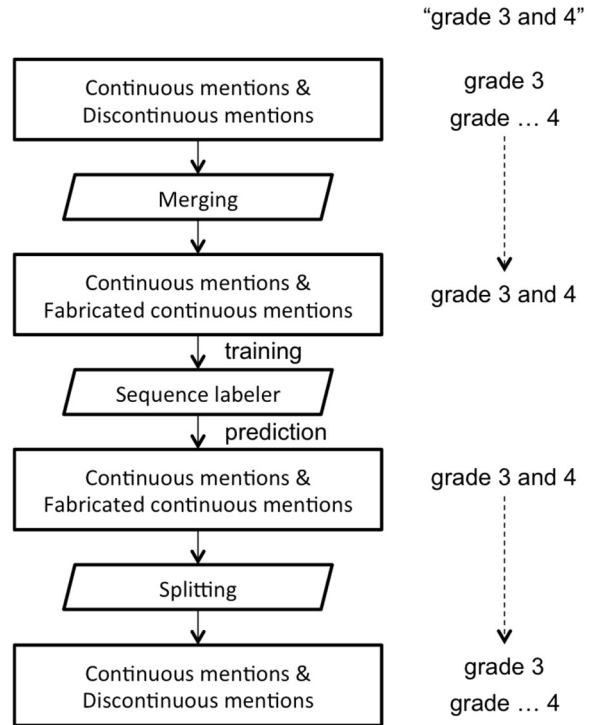 “grade 3 and 4”
Continuous mentions &
Discontinuous mentions
grade 3
grade … 4
Merging
Continuous mentions &
Fabricated continuous mentions
grade 3 and 4
training
Sequence labeler
prediction
Continuous mentions &
Fabricated continuous mentions
grade 3 and 4
Splitting
Continuous mentions &
Discontinuous mentions
grade 3
grade … 4